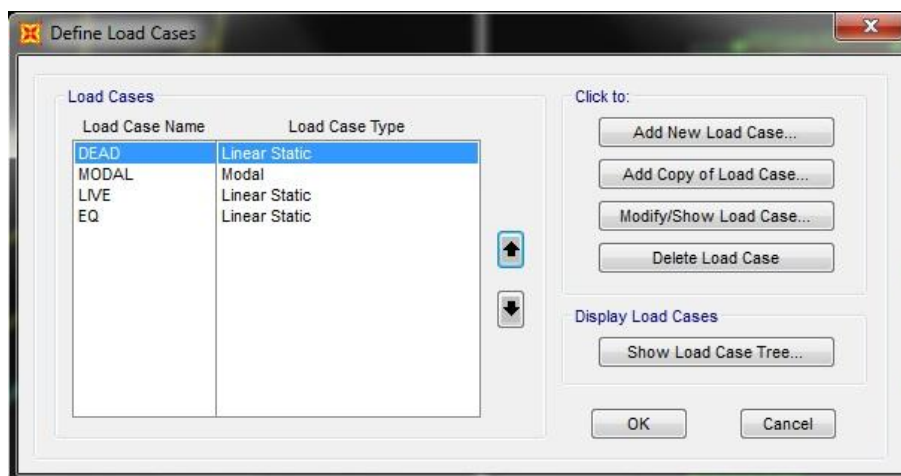 Define Load Cases
Load Cases
Load Case Name Load Case Type
DEAD Linear Static
MODAL Modal
LIVE Linear Static
EQ Linear Static
Click to:
Add New Load Case...
Add Copy of Load Case...
Modify/Show Load Case...
Delete Load Case
Display Load Cases
Show Load Case Tree...
OK Cancel